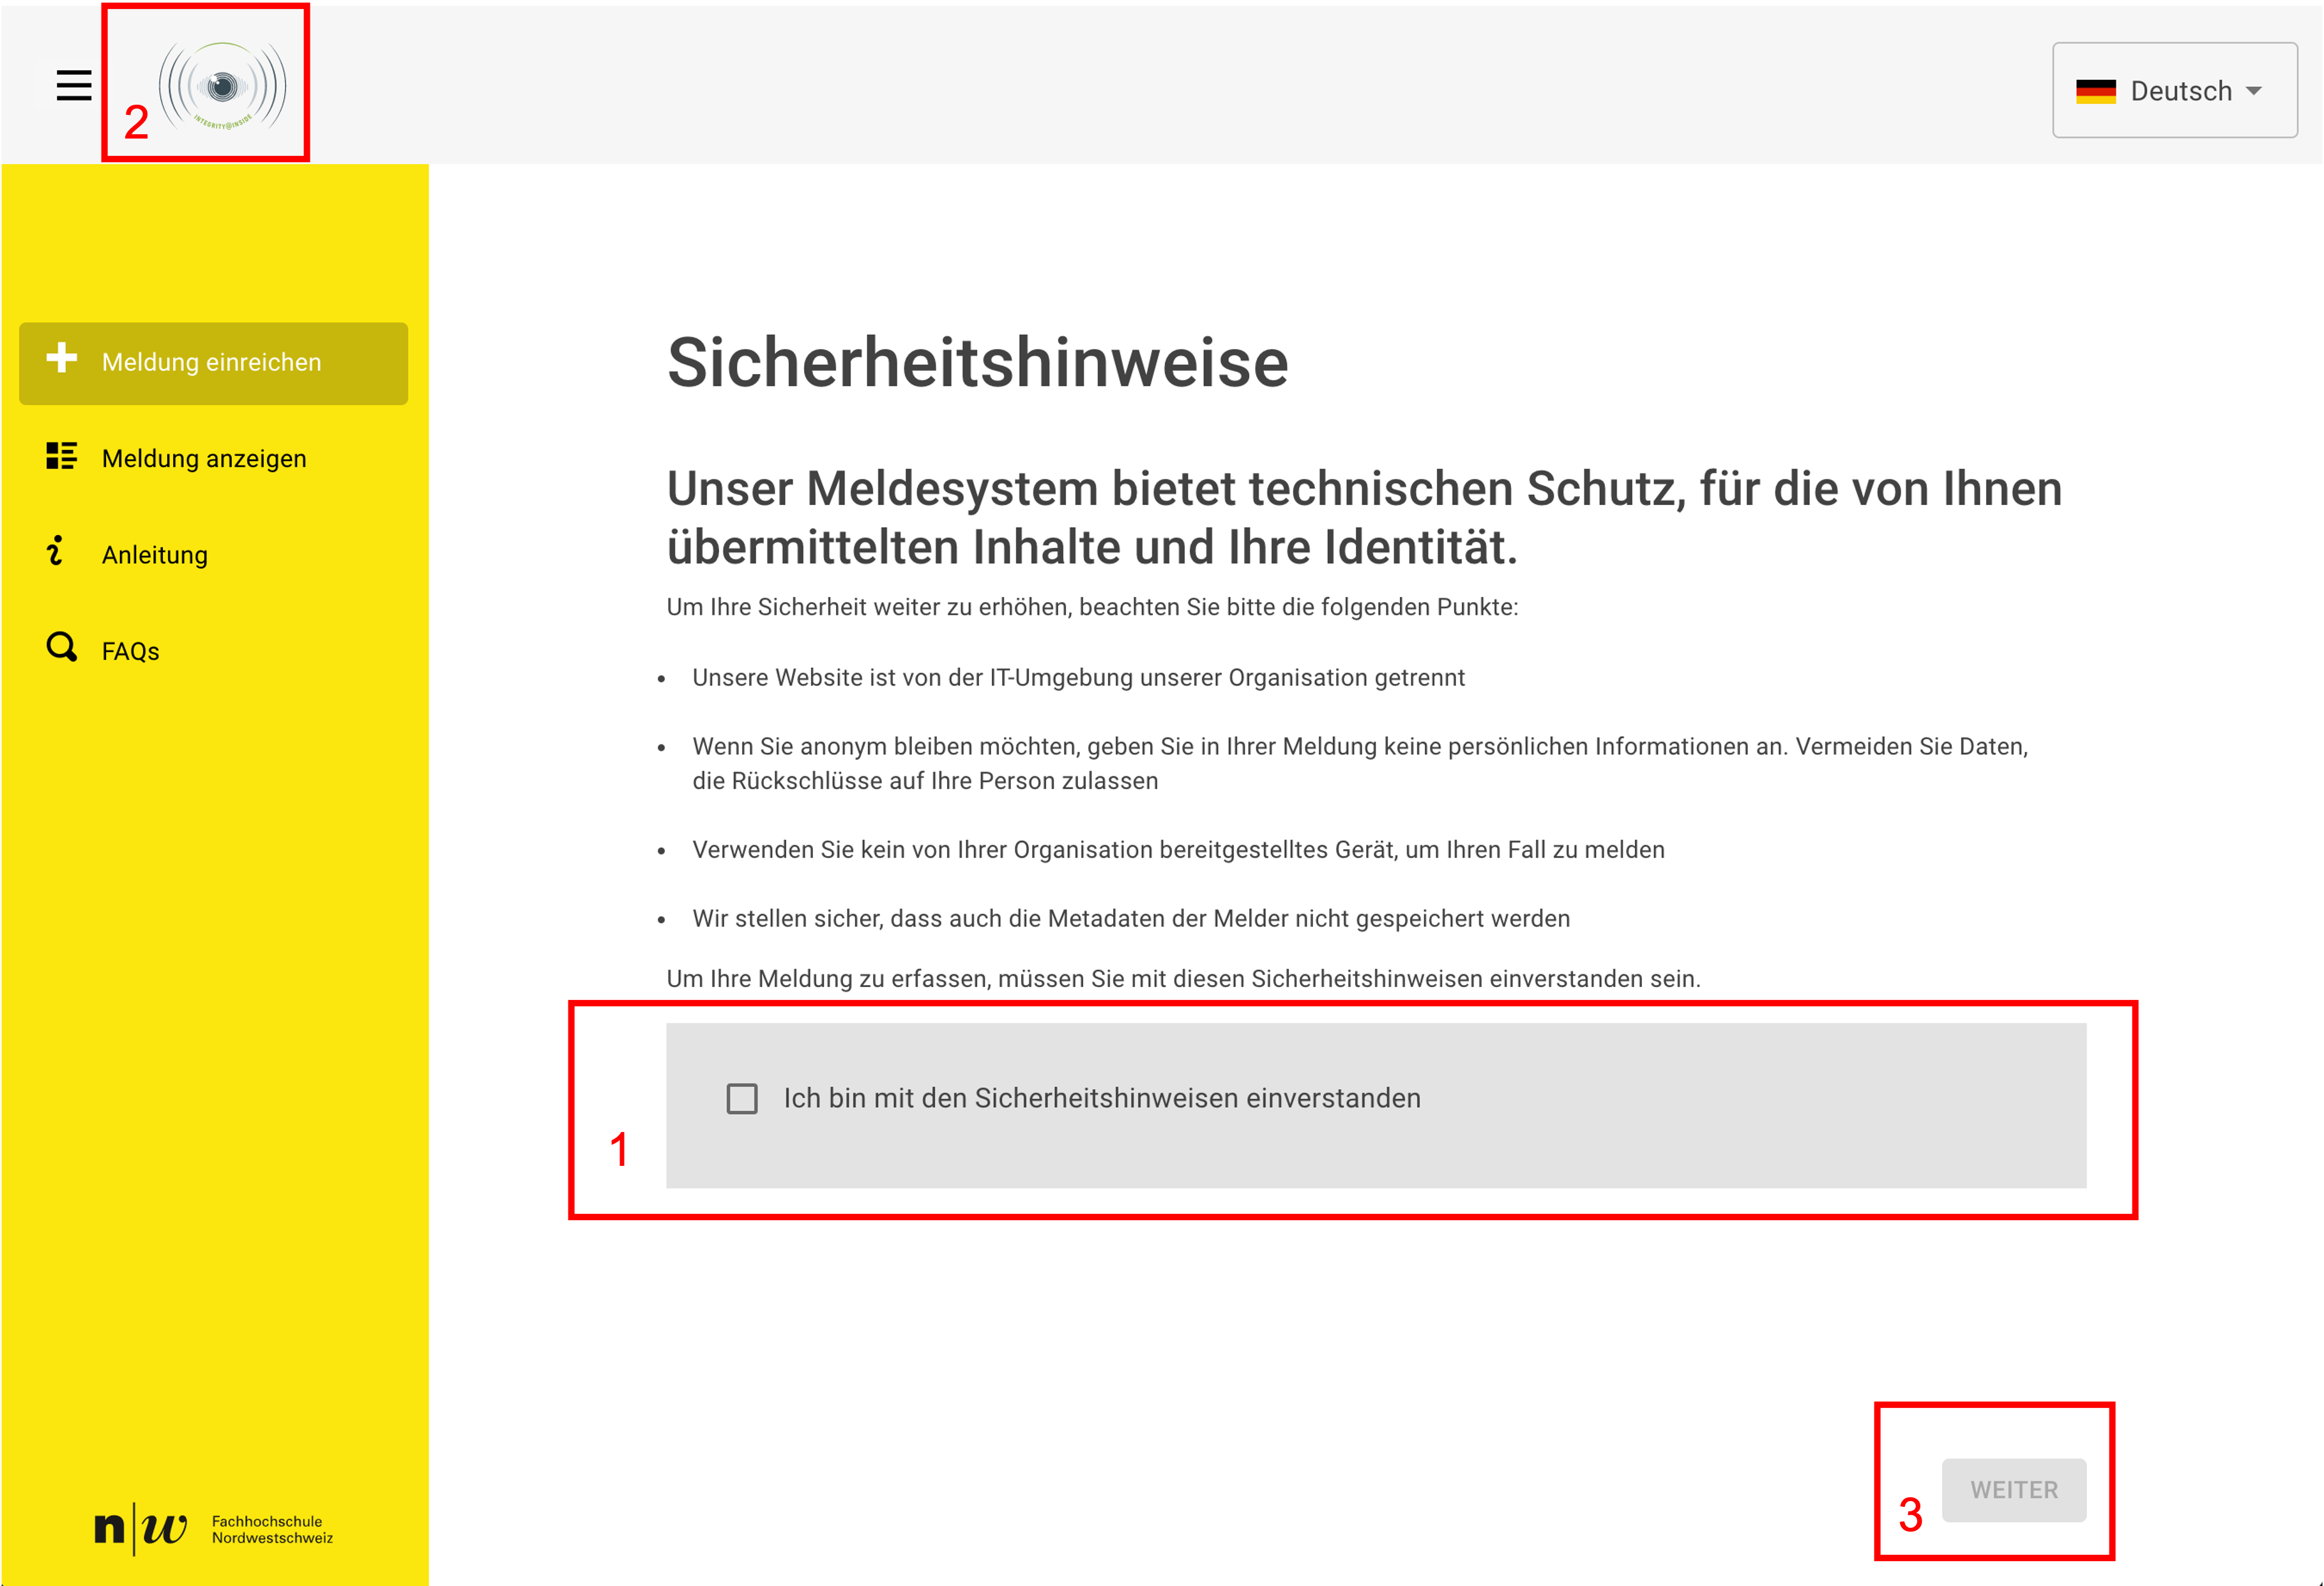 2
INTEGRITY@INSIDE
Deutsch
Meldung einreichen
Meldung anzeigen
Anleitung
FAQs
Sicherheitshinweise
Unser Meldesystem bietet technischen Schutz, für die von Ihnen
übermittelten Inhalte und Ihre Identität.
Um Ihre Sicherheit weiter zu erhöhen, beachten Sie bitte die folgenden Punkte:
• Unsere Website ist von der IT-Umgebung unserer Organisation getrennt
• Wenn Sie anonym bleiben möchten, geben Sie in Ihrer Meldung keine persönlichen Informationen an. Vermeiden Sie Daten,
die Rückschlüsse auf Ihre Person zulassen
• Verwenden Sie kein von Ihrer Organisation bereitgestelltes Gerät, um Ihren Fall zu melden
• Wir stellen sicher, dass auch die Metadaten der Melder nicht gespeichert werden
Um Ihre Meldung zu erfassen, müssen Sie mit diesen Sicherheitshinweisen einverstanden sein.
Ich bin mit den Sicherheitshinweisen einverstanden
1
WEITER
3
n|w Fachhochschule
Nordwestschweiz